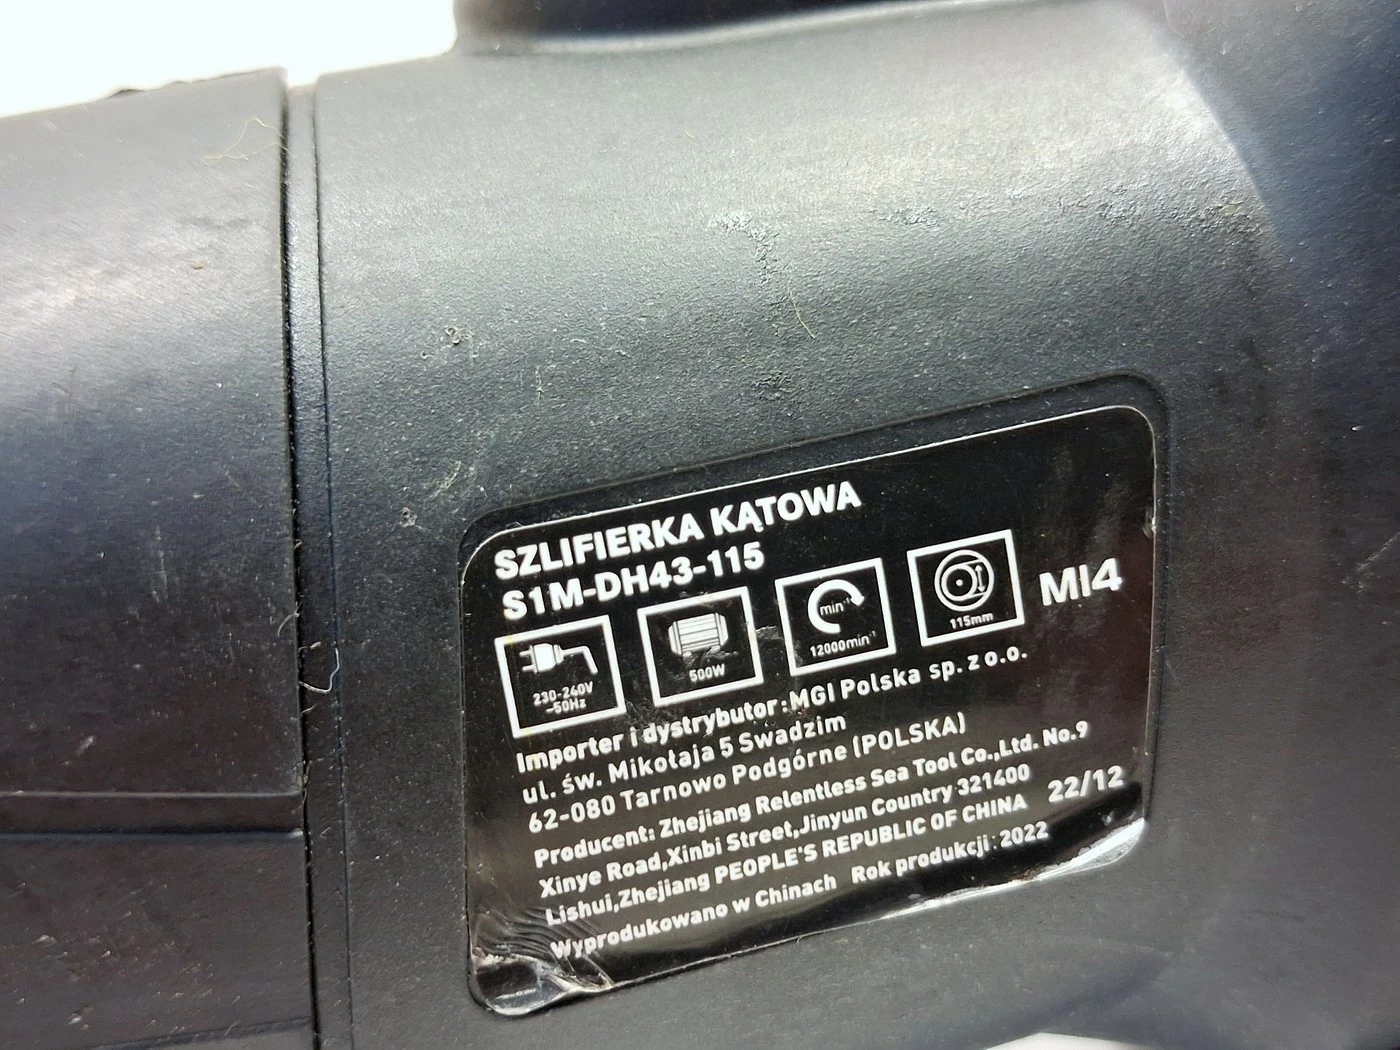 SZLIFIERKA KĄTOWA
S1M-DH43-115
230-240V
~50Hz
500W
min⁻¹
12000min⁻¹
115mm
MI4
Importer i dystrybutor: MGI Polska sp. z o.o.
ul. św. Mikołaja 5 Swadzim
62-080 Tarnowo Podgórne (POLSKA)
Producent: Zhejiang Relentless Sea Tool Co.,Ltd. No.9
Xinye Road,Xinbi Street,Jinyun Country 321400
Lishui,Zhejiang PEOPLE'S REPUBLIC OF CHINA 22/12
Wyprodukowano w Chinach Rok produkcji: 2022